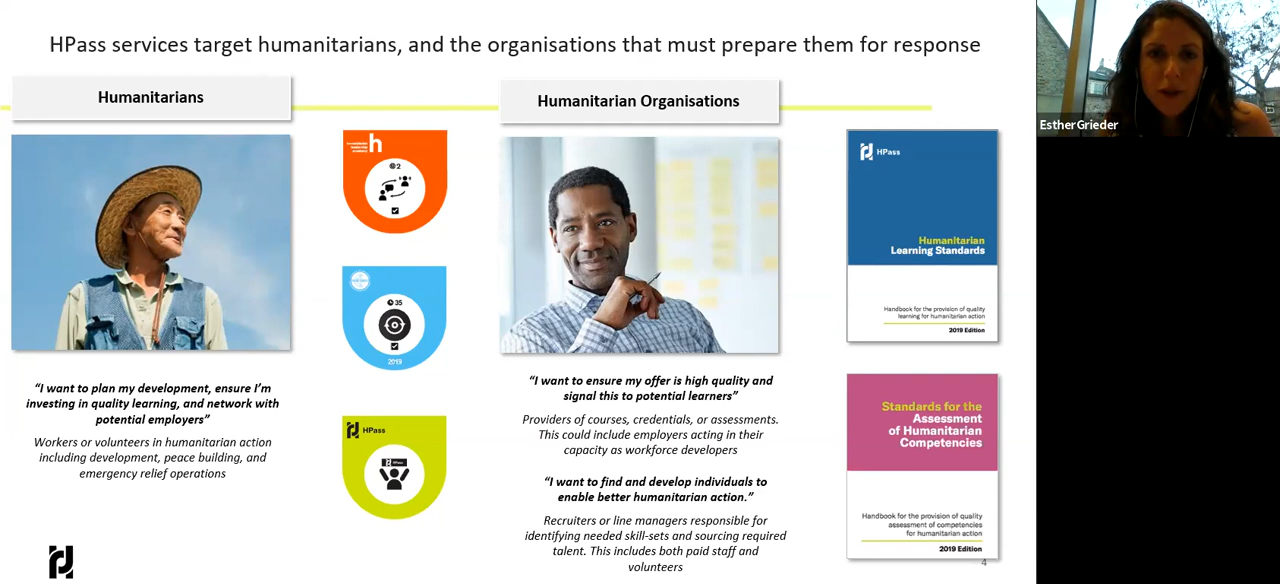 HPass services target humanitarians, and the organisations that must prepare them for response
Humanitarians
“I want to plan my development, ensure I’m
investing in quality learning, and network with
potential employers”
Workers or volunteers in humanitarian action
including development, peace building, and
emergency relief operations
h
2
35
2019
HPass
HPass
Humanitarian Organisations
“I want to ensure my offer is high quality and
signal this to potential learners”
Providers of courses, credentials, or assessments.
This could include employers acting in their
capacity as workforce developers
“I want to find and develop individuals to
enable better humanitarian action.”
Recruiters or line managers responsible for
identifying needed skill-sets and sourcing required
talent. This includes both paid staff and
volunteers
HPass
Humanitarian
Learning Standards
Handbook for the provision of quality
learning for humanitarian action
2019 Edition
Standards for the
Assessment
of Humanitarian
Competencies
Handbook for the provision of quality
assessment of competencies
for humanitarian action
2019 Edition
4
EstherGrieder